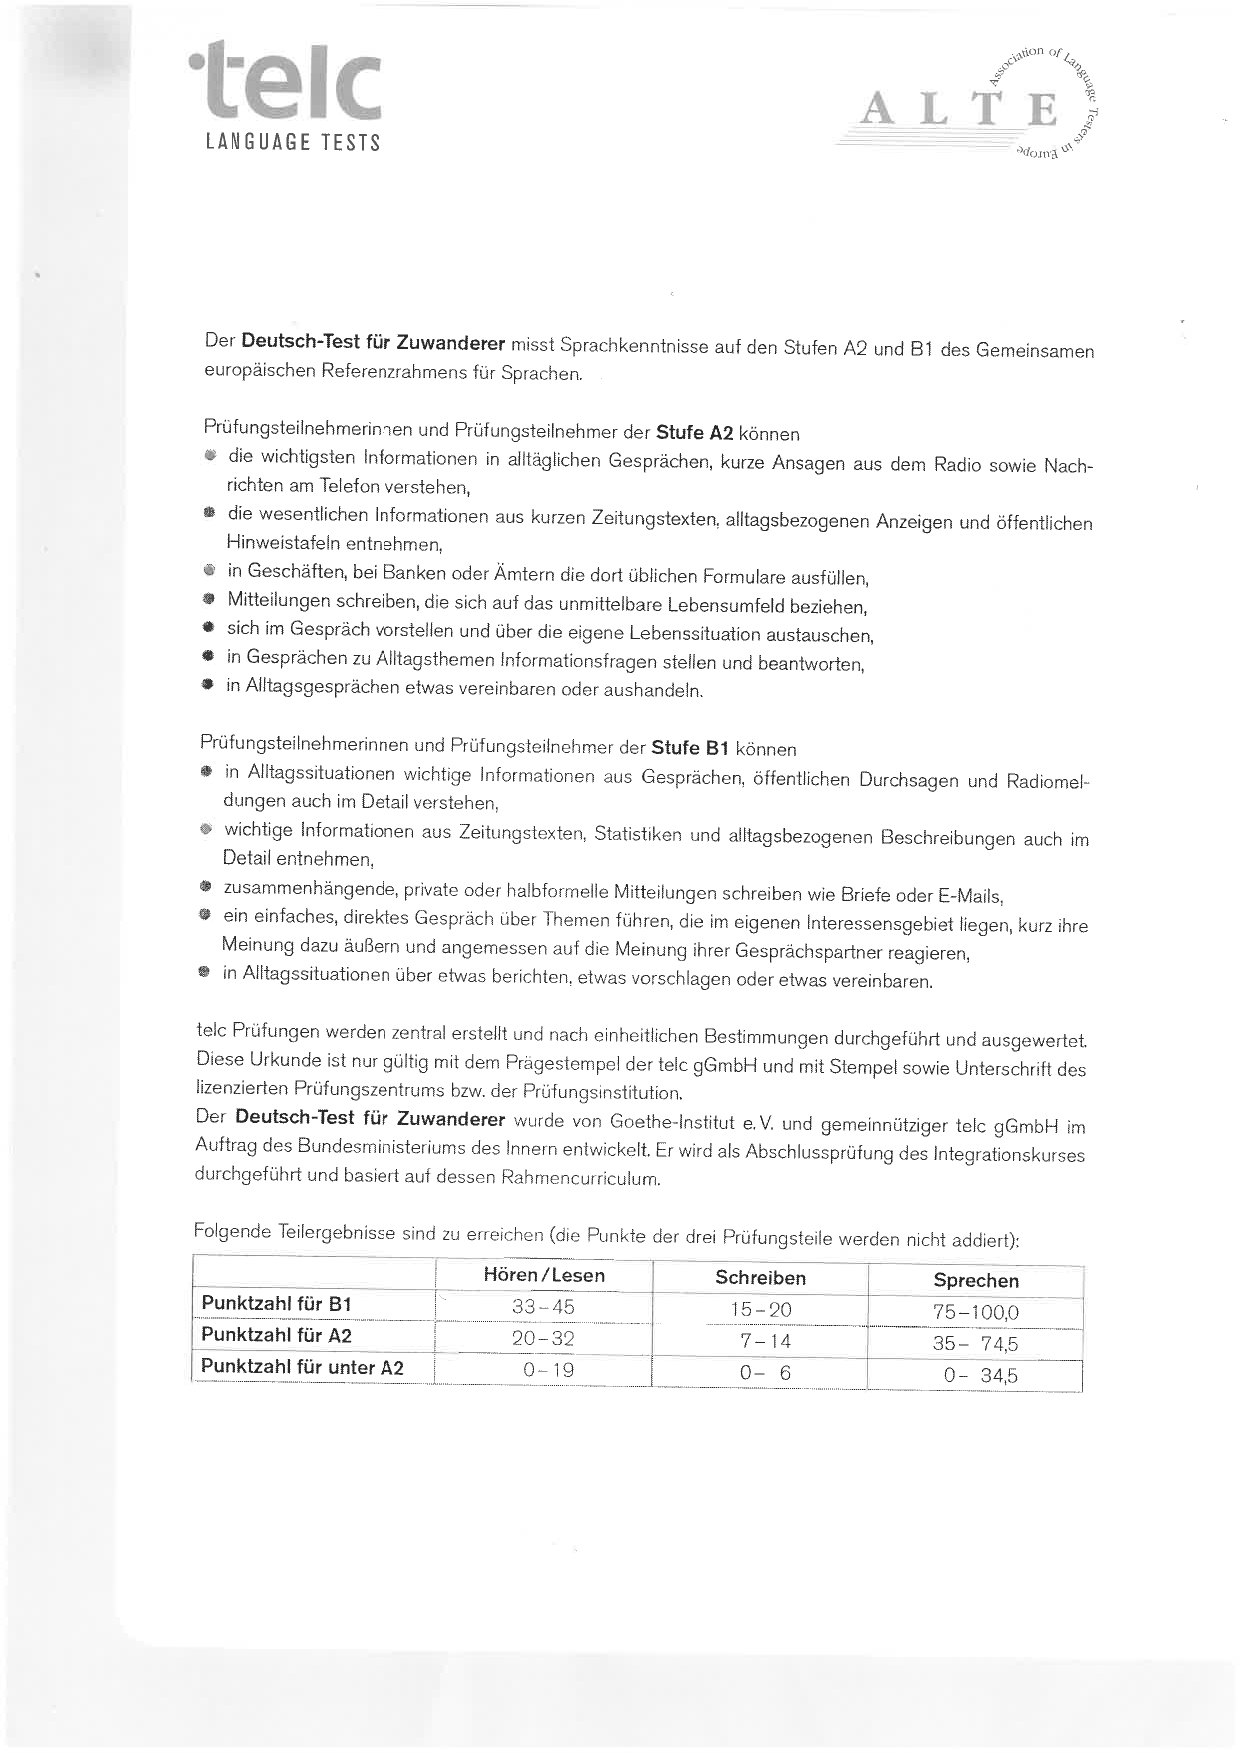 telc
LANGUAGE TESTS
ALTE
Association of Language Testers in Europe
Der Deutsch-Test für Zuwanderer misst Sprachkenntnisse auf den Stufen A2 und B1 des Gemeinsamen
europäischen Referenzrahmens für Sprachen.
Prüfungsteilnehmerinnen und Prüfungsteilnehmer der Stufe A2 können
• die wichtigsten Informationen in alltäglichen Gesprächen, kurze Ansagen aus dem Radio sowie Nach-
richten am Telefon verstehen,
• die wesentlichen Informationen aus kurzen Zeitungstexten, alltagsbezogenen Anzeigen und öffentlichen
Hinweistafeln entnehmen,
• in Geschäften, bei Banken oder Ämtern die dort üblichen Formulare ausfüllen,
• Mitteilungen schreiben, die sich auf das unmittelbare Lebensumfeld beziehen,
• sich im Gespräch vorstellen und über die eigene Lebenssituation austauschen,
• in Gesprächen zu Alltagsthemen Informationsfragen stellen und beantworten,
• in Alltagsgesprächen etwas vereinbaren oder aushandeln.
Prüfungsteilnehmerinnen und Prüfungsteilnehmer der Stufe B1 können
• in Alltagssituationen wichtige Informationen aus Gesprächen, öffentlichen Durchsagen und Radiomel-
dungen auch im Detail verstehen,
• wichtige Informationen aus Zeitungstexten, Statistiken und alltagsbezogenen Beschreibungen auch im
Detail entnehmen,
• zusammenhängende, private oder halbformelle Mitteilungen schreiben wie Briefe oder E-Mails,
• ein einfaches, direktes Gespräch über Themen führen, die im eigenen Interessensgebiet liegen, kurz ihre
Meinung dazu äußern und angemessen auf die Meinung ihrer Gesprächspartner reagieren,
• in Alltagssituationen über etwas berichten, etwas vorschlagen oder etwas vereinbaren.
telc Prüfungen werden zentral erstellt und nach einheitlichen Bestimmungen durchgeführt und ausgewertet.
Diese Urkunde ist nur gültig mit dem Prägestempel der telc gGmbH und mit Stempel sowie Unterschrift des
lizenzierten Prüfungszentrums bzw. der Prüfungsinstitution.
Der Deutsch-Test für Zuwanderer wurde von Goethe-Institut e.V. und gemeinnütziger telc gGmbH im
Auftrag des Bundesministeriums des Innern entwickelt. Er wird als Abschlussprüfung des Integrationskurses
durchgeführt und basiert auf dessen Rahmencurriculum.
Folgende Teilergebnisse sind zu erreichen (die Punkte der drei Prüfungsteile werden nicht addiert):
Hören/Lesen Schreiben Sprechen
Punktzahl für B1 33–45 15–20 75–100,0
Punktzahl für A2 20–32 7–14 35– 74,5
Punktzahl für unter A2 0–19 0– 6 0– 34,5